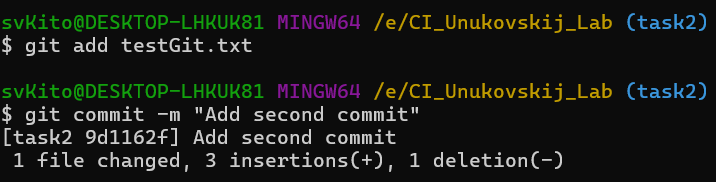 svKito@DESKTOP-LHKUK81 MINGW64 /e/CI_Unukovskij_Lab (task2)
$ git add testGit.txt
svKito@DESKTOP-LHKUK81 MINGW64 /e/CI_Unukovskij_Lab (task2)
$ git commit -m "Add second commit"
[task2 9d1162f] Add second commit
 1 file changed, 3 insertions(+), 1 deletion(-)